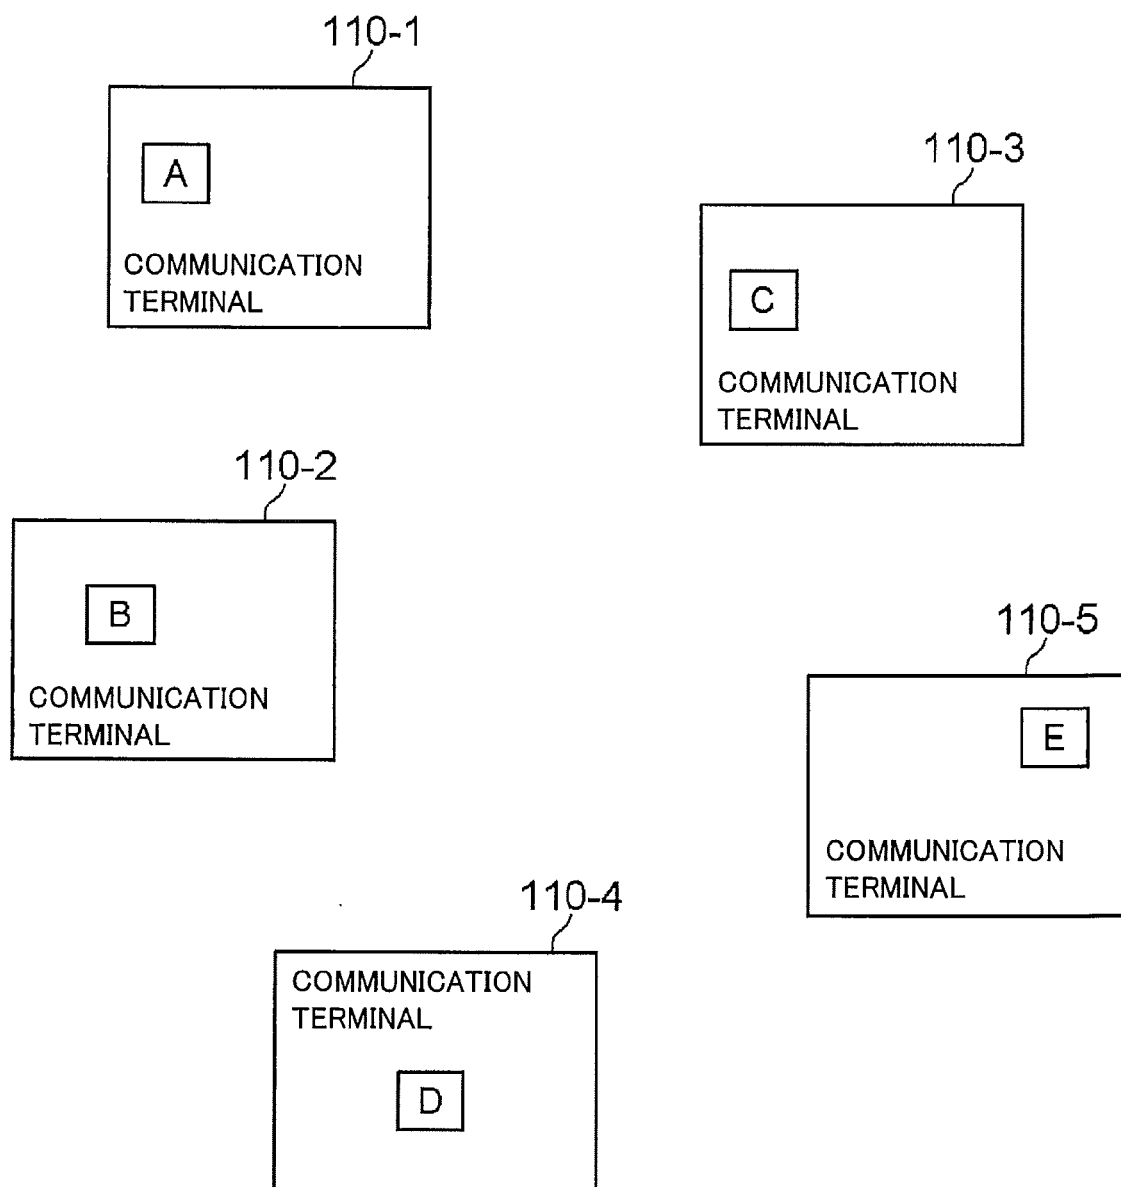 110-1
A
COMMUNICATION
TERMINAL
110-3
C
COMMUNICATION
TERMINAL
110-2
B
COMMUNICATION
TERMINAL
110-5
E
COMMUNICATION
TERMINAL
110-4
COMMUNICATION
TERMINAL
D